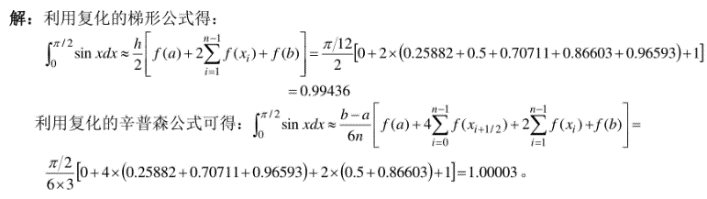 解：利用复化的梯形公式得：
∫₀^{π/2} sin xdx ≈ h/2 [ f(a)+2∑_{i=1}^{n-1} f(x_i)+f(b) ] = (π/12)/2 [0+2×(0.25882+0.5+0.70711+0.86603+0.96593)+1]
=0.99436
利用复化的辛普森公式可得：∫₀^{π/2} sin xdx ≈ (b-a)/6n [ f(a)+4∑_{i=0}^{n-1} f(x_{i+1/2})+2∑_{i=1}^{n-1} f(x_i)+f(b) ] =
(π/2)/(6×3) [0+4×(0.25882+0.70711+0.96593)+2×(0.5+0.86603)+1]=1.00003。